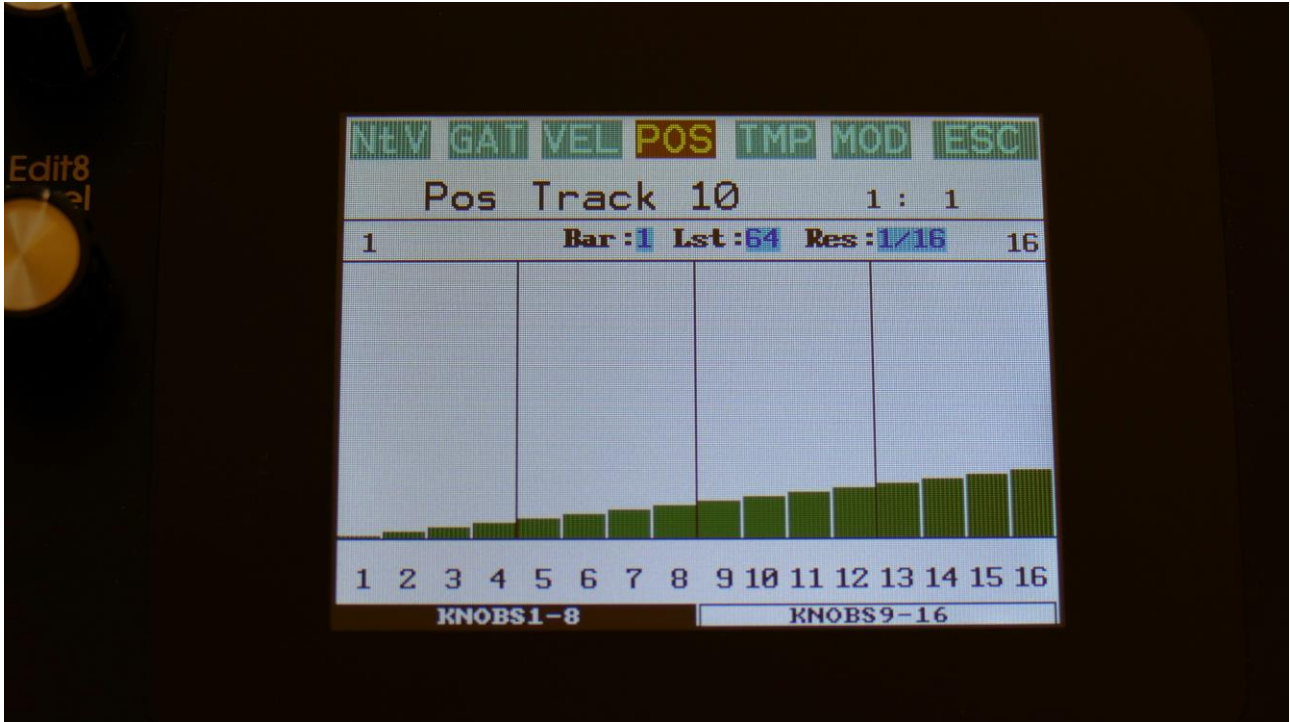 Edit8
NtV GAT VEL POS TMP MOD ESC
Pos Track 10 1: 1
1 Bar:1 Lst:64 Res:1/16 16
1 2 3 4 5 6 7 8 9 10 11 12 13 14 15 16
KNOBS1-8 KNOBS9-16